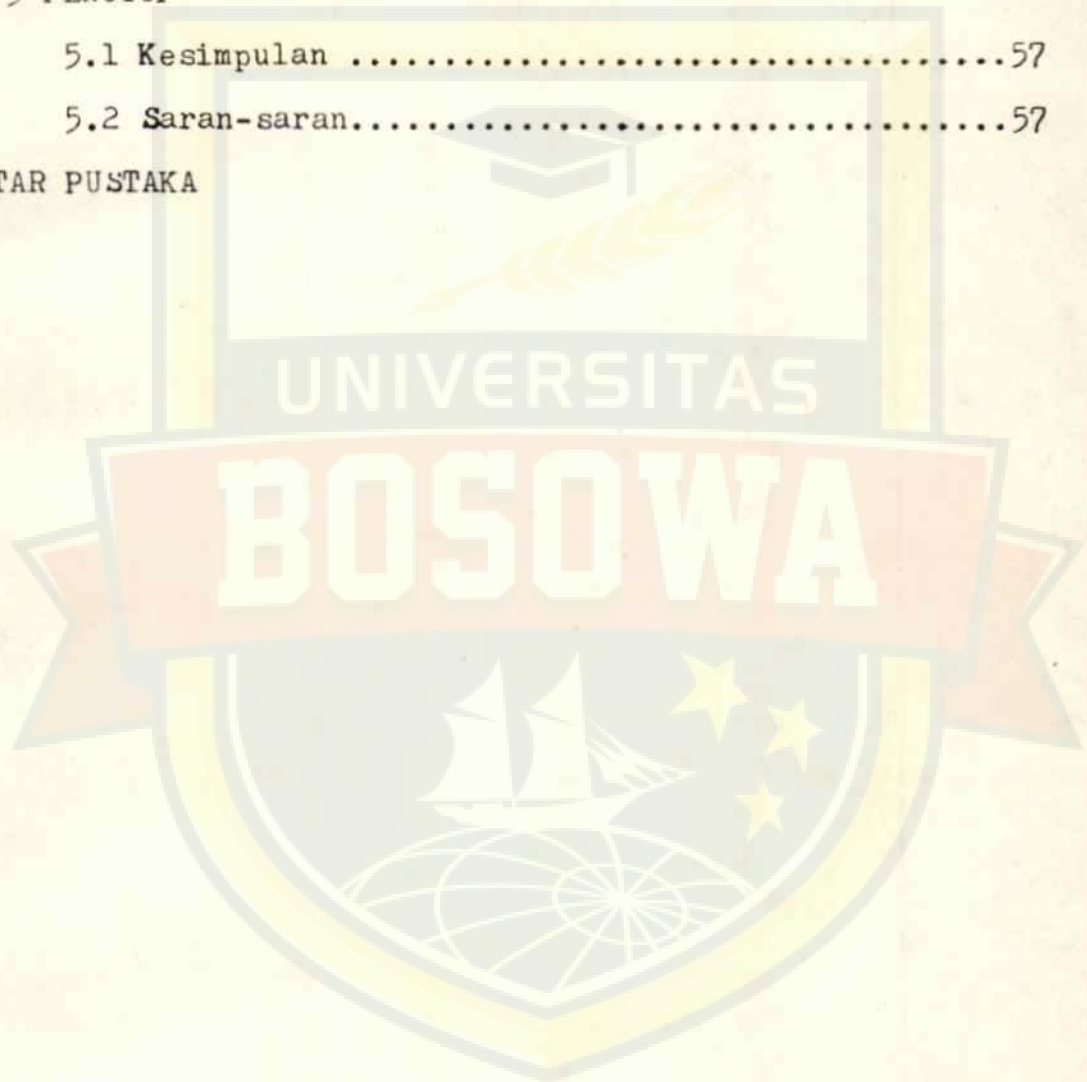 5.1 Kesimpulan ...................................57
5.2 Saran-saran...................................57
TAR PUSTAKA
UNIVERSITAS
BOSOWA